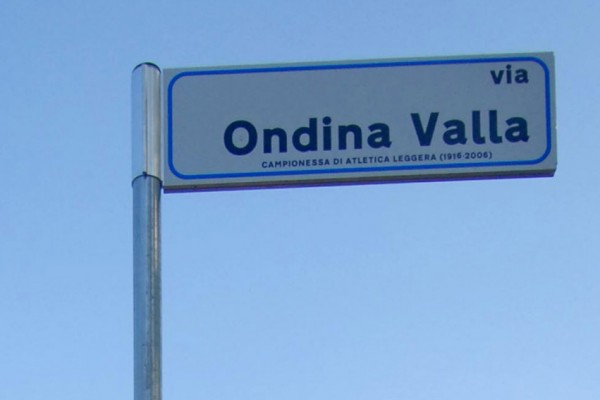 via
Ondina Valla
CAMPIONESSA DI ATLETICA LEGGERA (1916-2006)